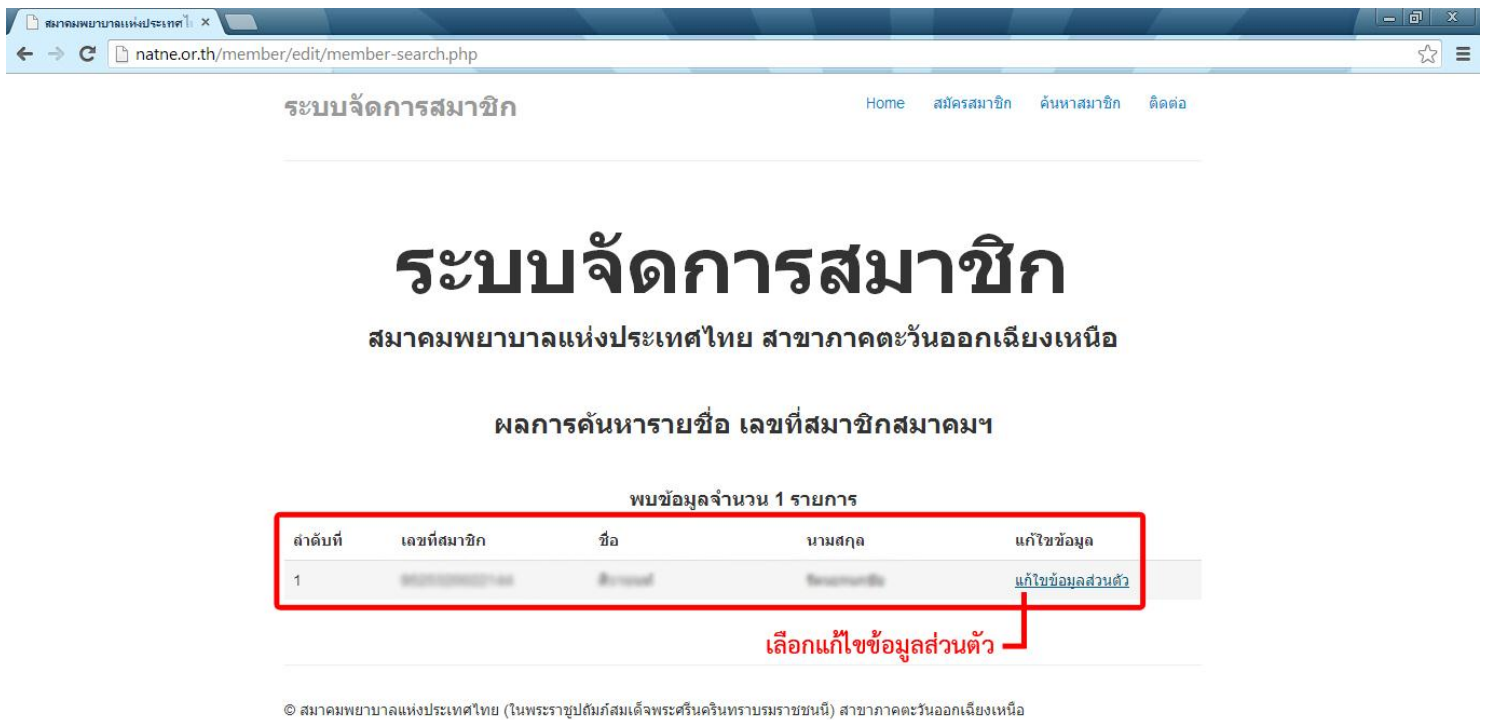 สมาคมพยาบาลแห่งประเทศไ
natne.or.th/member/edit/member-search.php
ระบบจัดการสมาชิก
Home สมัครสมาชิก ค้นหาสมาชิก ติดต่อ
ระบบจัดการสมาชิก
สมาคมพยาบาลแห่งประเทศไทย สาขาภาคตะวันออกเฉียงเหนือ
ผลการค้นหารายชื่อ เลขที่สมาชิกสมาคมฯ
พบข้อมูลจำนวน 1 รายการ
ลำดับที่ เลขที่สมาชิก ชื่อ นามสกุล แก้ไขข้อมูล
1 แก้ไขข้อมูลส่วนตัว
เลือกแก้ไขข้อมูลส่วนตัว
© สมาคมพยาบาลแห่งประเทศไทย (ในพระราชูปถัมภ์สมเด็จพระศรีนครินทราบรมราชชนนี) สาขาภาคตะวันออกเฉียงเหนือ